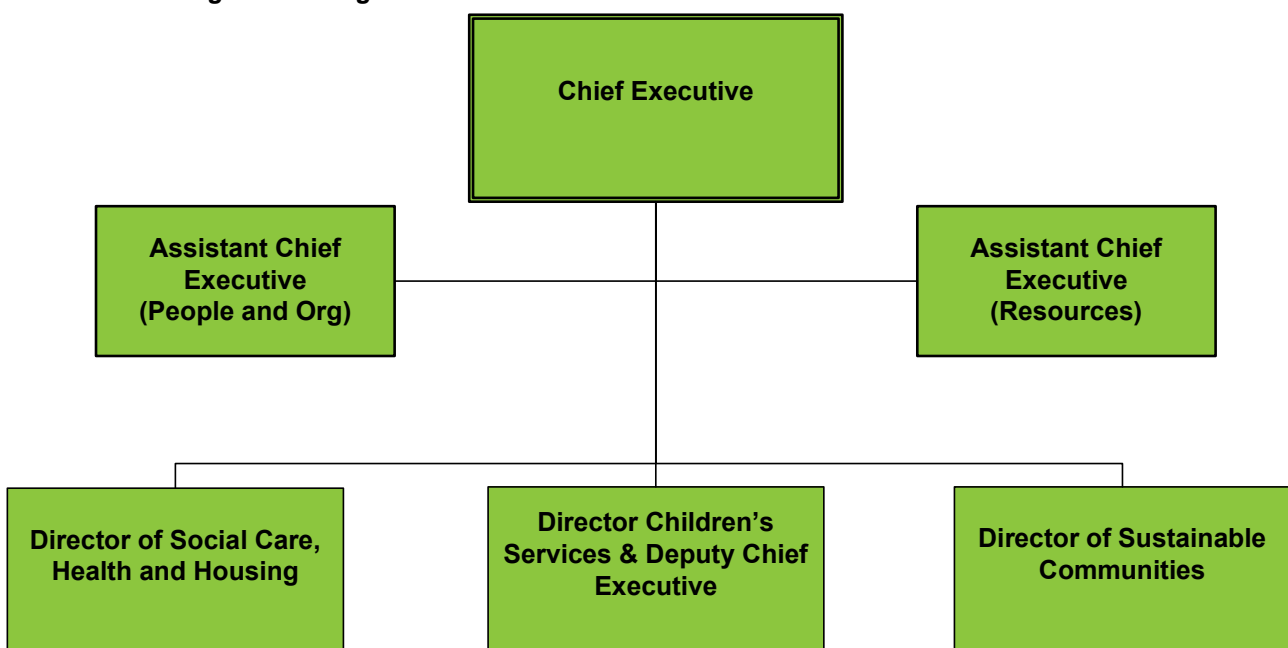 Chief Executive
Assistant Chief
Executive
(People and Org)
Assistant Chief
Executive
(Resources)
Director of Social Care,
Health and Housing
Director Children’s
Services & Deputy Chief
Executive
Director of Sustainable
Communities